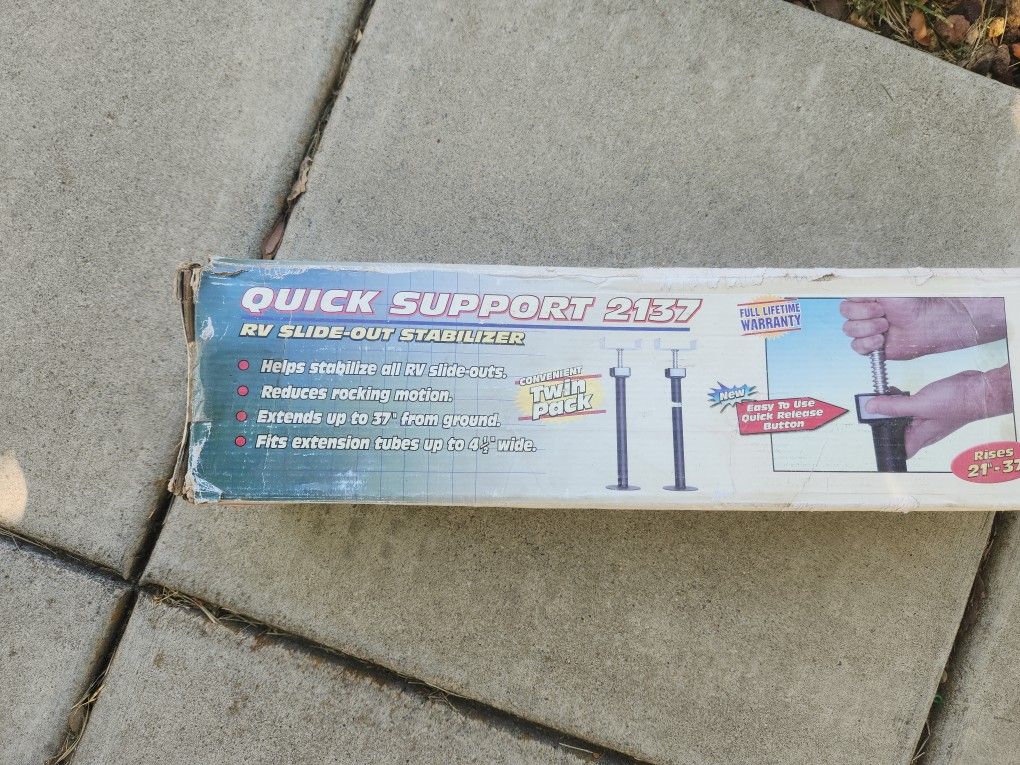 QUICK SUPPORT 2137
RV SLIDE-OUT STABILIZER
Helps stabilize all RV slide-outs.
Reduces rocking motion.
Extends up to 37" from ground.
Fits extension tubes up to 4 1/2" wide.
CONVENIENT
Twin
Pack
FULL LIFETIME
WARRANTY
New
Easy To Use
Quick Release
Button
Rises
21"-37